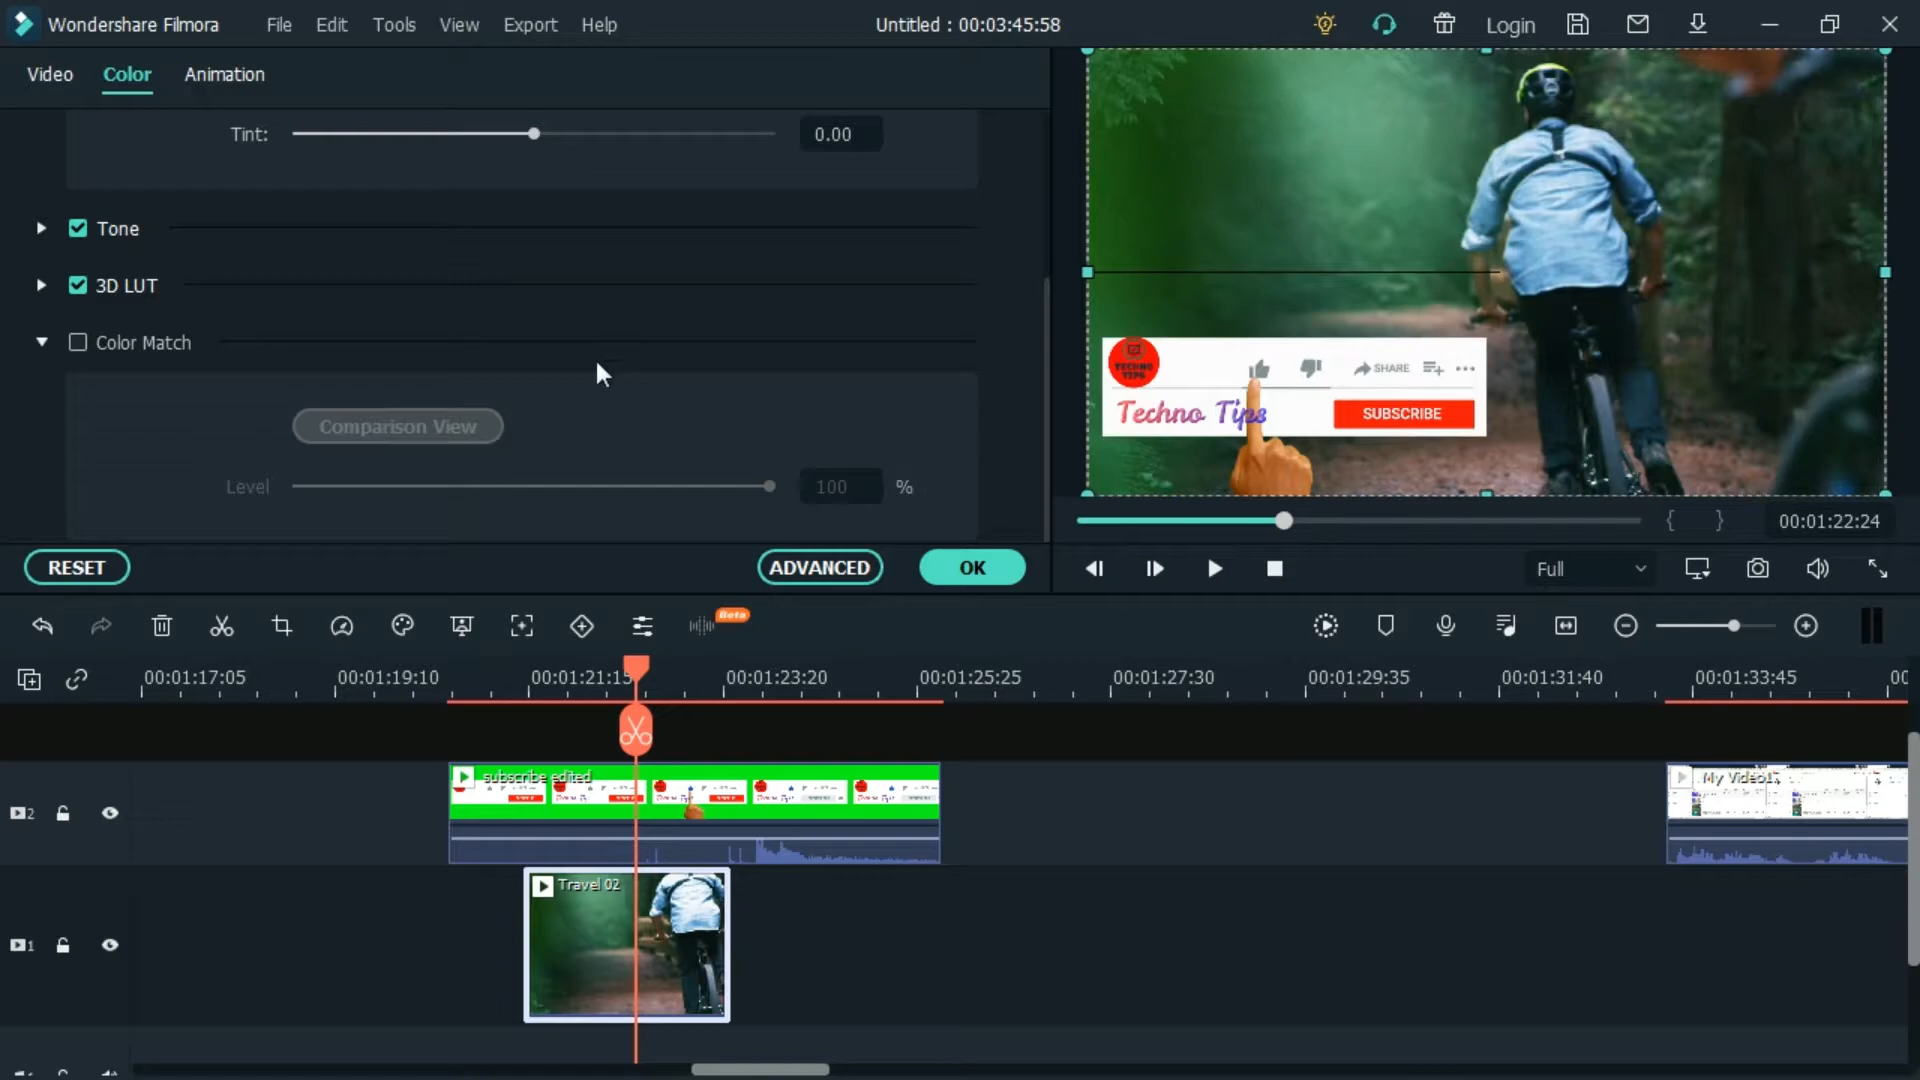 Wondershare Filmora File Edit Tools View Export Help Untitled : 00:03:45:58 Login
Video Color Animation
Tint: 0.00
Tone
3D LUT
Color Match
Comparison View
Level 100 %
RESET ADVANCED OK
TECHNO
TIPS
SHARE
Techno Tips SUBSCRIBE
{ } 00:01:22:24
Full
Beta
00:01:17:05 00:01:19:10 00:01:21:15 00:01:23:20 00:01:25:25 00:01:27:30 00:01:29:35 00:01:31:40 00:01:33:45 00
2 subscribe edited My Video17
1 Travel 02